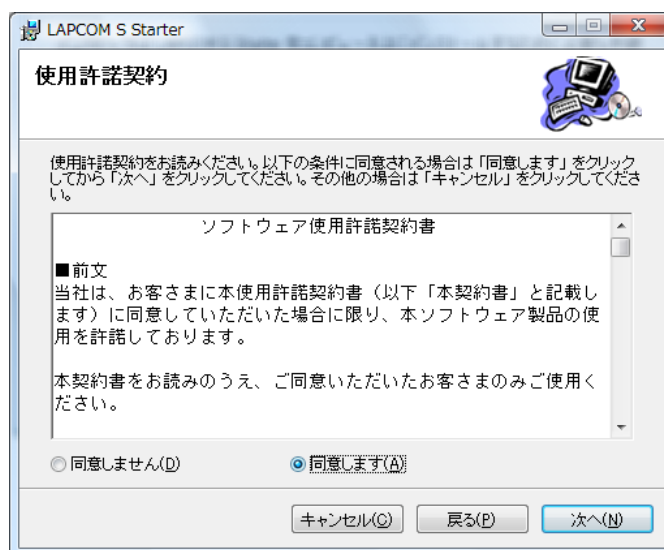 LAPCOM S Starter
使用許諾契約
使用許諾契約をお読みください。以下の条件に同意される場合は「同意します」をクリック
してから「次へ」をクリックしてください。その他の場合は「キャンセル」をクリックしてくださ
い。
ソフトウェア使用許諾契約書
■前文
当社は、お客さまに本使用許諾契約書（以下「本契約書」と記載し
ます）に同意していただいた場合に限り、本ソフトウェア製品の使
用を許諾しております。
本契約書をお読みのうえ、ご同意いただいたお客さまのみご使用く
ださい。
同意しません(D) 同意します(A)
キャンセル(C) 戻る(P) 次へ(N)